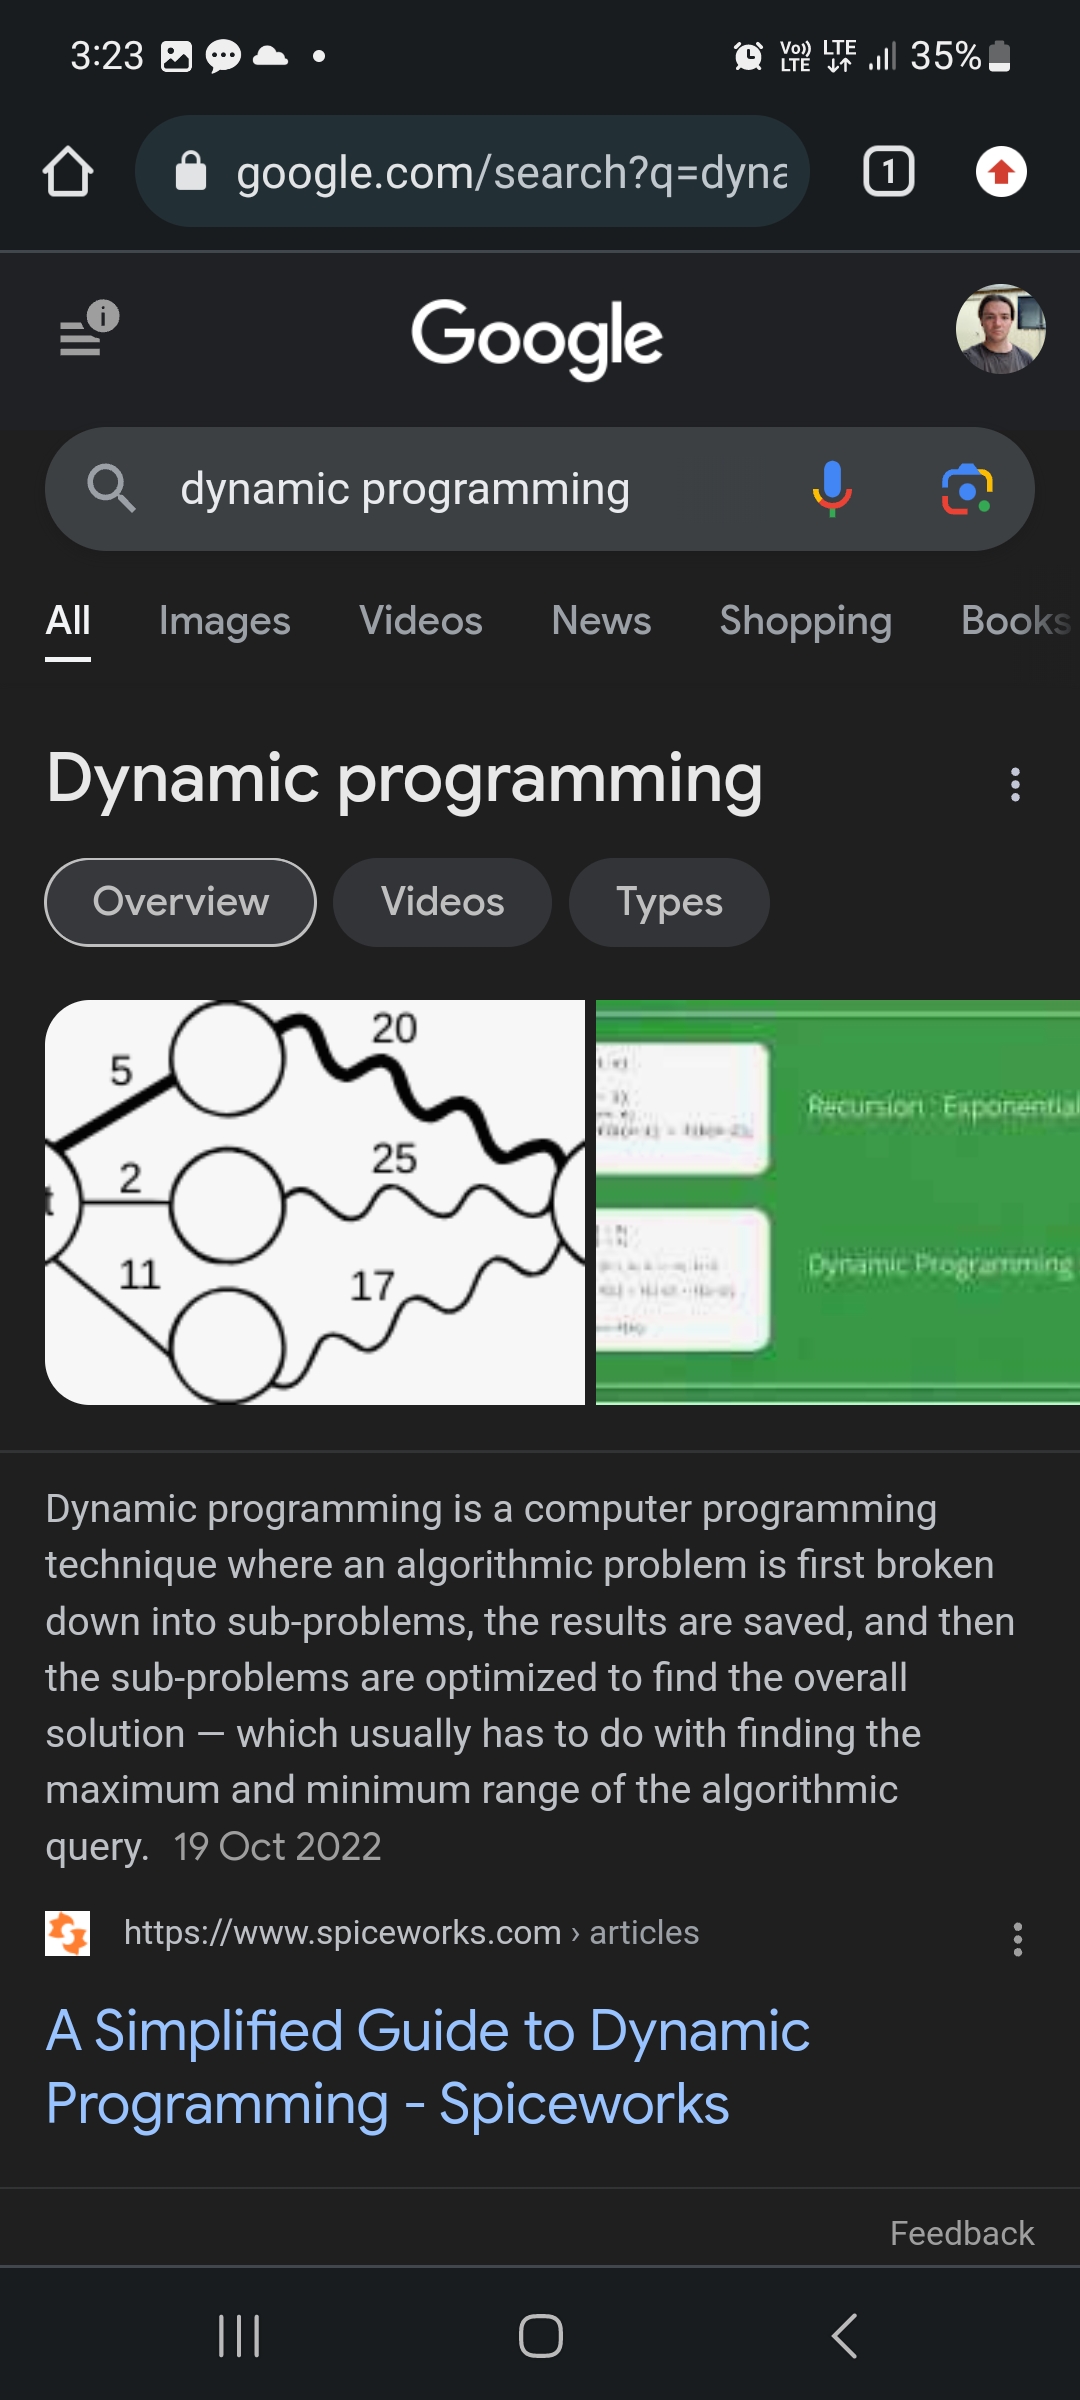 3:23
Vo)) LTE
LTE
35%
google.com/search?q=dyna
1
Google
dynamic programming
All Images Videos News Shopping Books
Dynamic programming
Overview Videos Types
5
20
2
25
11
17
t
Recursion : Exponential
Dynamic Programming
Dynamic programming is a computer programming
technique where an algorithmic problem is first broken
down into sub-problems, the results are saved, and then
the sub-problems are optimized to find the overall
solution — which usually has to do with finding the
maximum and minimum range of the algorithmic
query. 19 Oct 2022
https://www.spiceworks.com › articles
A Simplified Guide to Dynamic
Programming - Spiceworks
Feedback